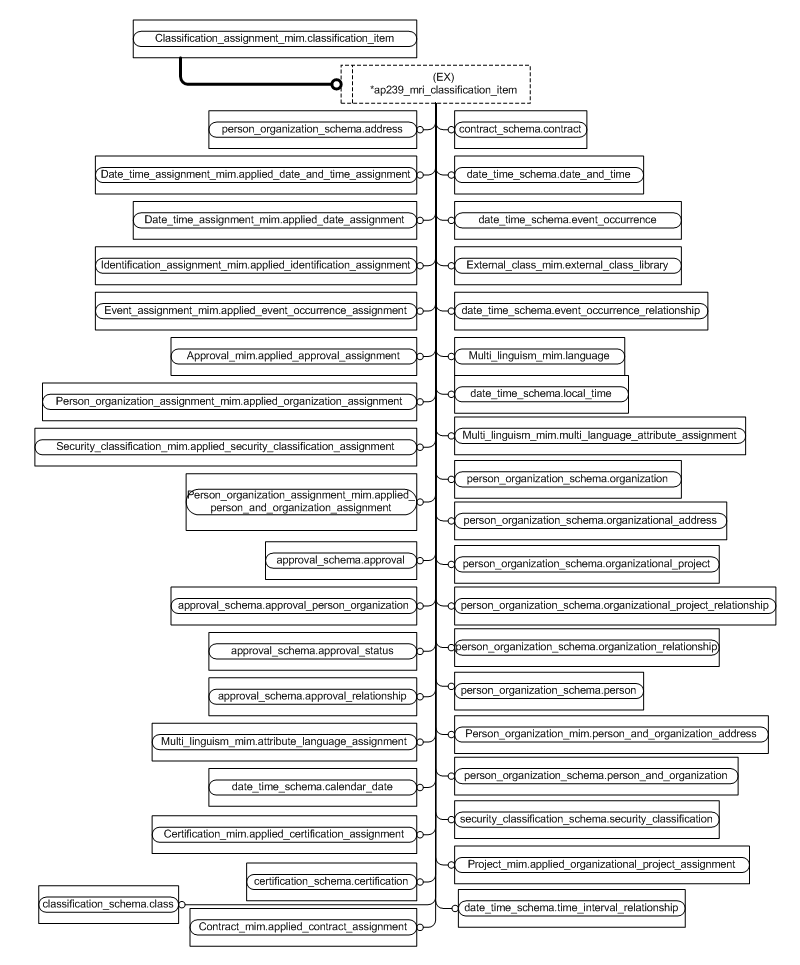 Classification_assignment_mim.classification_item
(EX)
*ap239_mri_classification_item
person_organization_schema.address
Date_time_assignment_mim.applied_date_and_time_assignment
Date_time_assignment_mim.applied_date_assignment
Identification_assignment_mim.applied_identification_assignment
Event_assignment_mim.applied_event_occurrence_assignment
Approval_mim.applied_approval_assignment
Person_organization_assignment_mim.applied_organization_assignment
Security_classification_mim.applied_security_classification_assignment
Person_organization_assignment_mim.applied_
person_and_organization_assignment
approval_schema.approval
approval_schema.approval_person_organization
approval_schema.approval_status
approval_schema.approval_relationship
Multi_linguism_mim.attribute_language_assignment
date_time_schema.calendar_date
Certification_mim.applied_certification_assignment
certification_schema.certification
classification_schema.class
Contract_mim.applied_contract_assignment
contract_schema.contract
date_time_schema.date_and_time
date_time_schema.event_occurrence
External_class_mim.external_class_library
date_time_schema.event_occurrence_relationship
Multi_linguism_mim.language
date_time_schema.local_time
Multi_linguism_mim.multi_language_attribute_assignment
person_organization_schema.organization
person_organization_schema.organizational_address
person_organization_schema.organizational_project
person_organization_schema.organizational_project_relationship
person_organization_schema.organization_relationship
person_organization_schema.person
Person_organization_mim.person_and_organization_address
person_organization_schema.person_and_organization
security_classification_schema.security_classification
Project_mim.applied_organizational_project_assignment
date_time_schema.time_interval_relationship